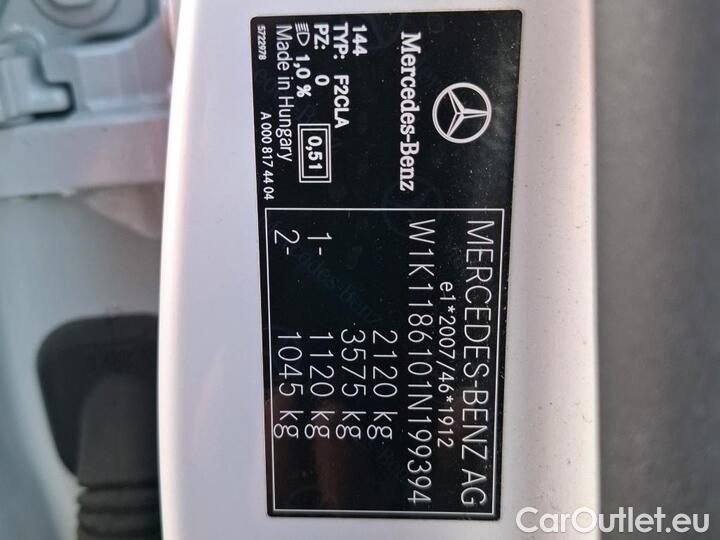 Mercedes-Benz
144
TYP: F2CLA
PZ: 0
1,0 % 0,51
Made in Hungary
5722978
A 000 817 44 04
MERCEDES-BENZ AG
e1*2007/46*1912
W1K1186101N199394
2120 kg
3575 kg
1- 1120 kg
2- 1045 kg
CarOutlet.eu